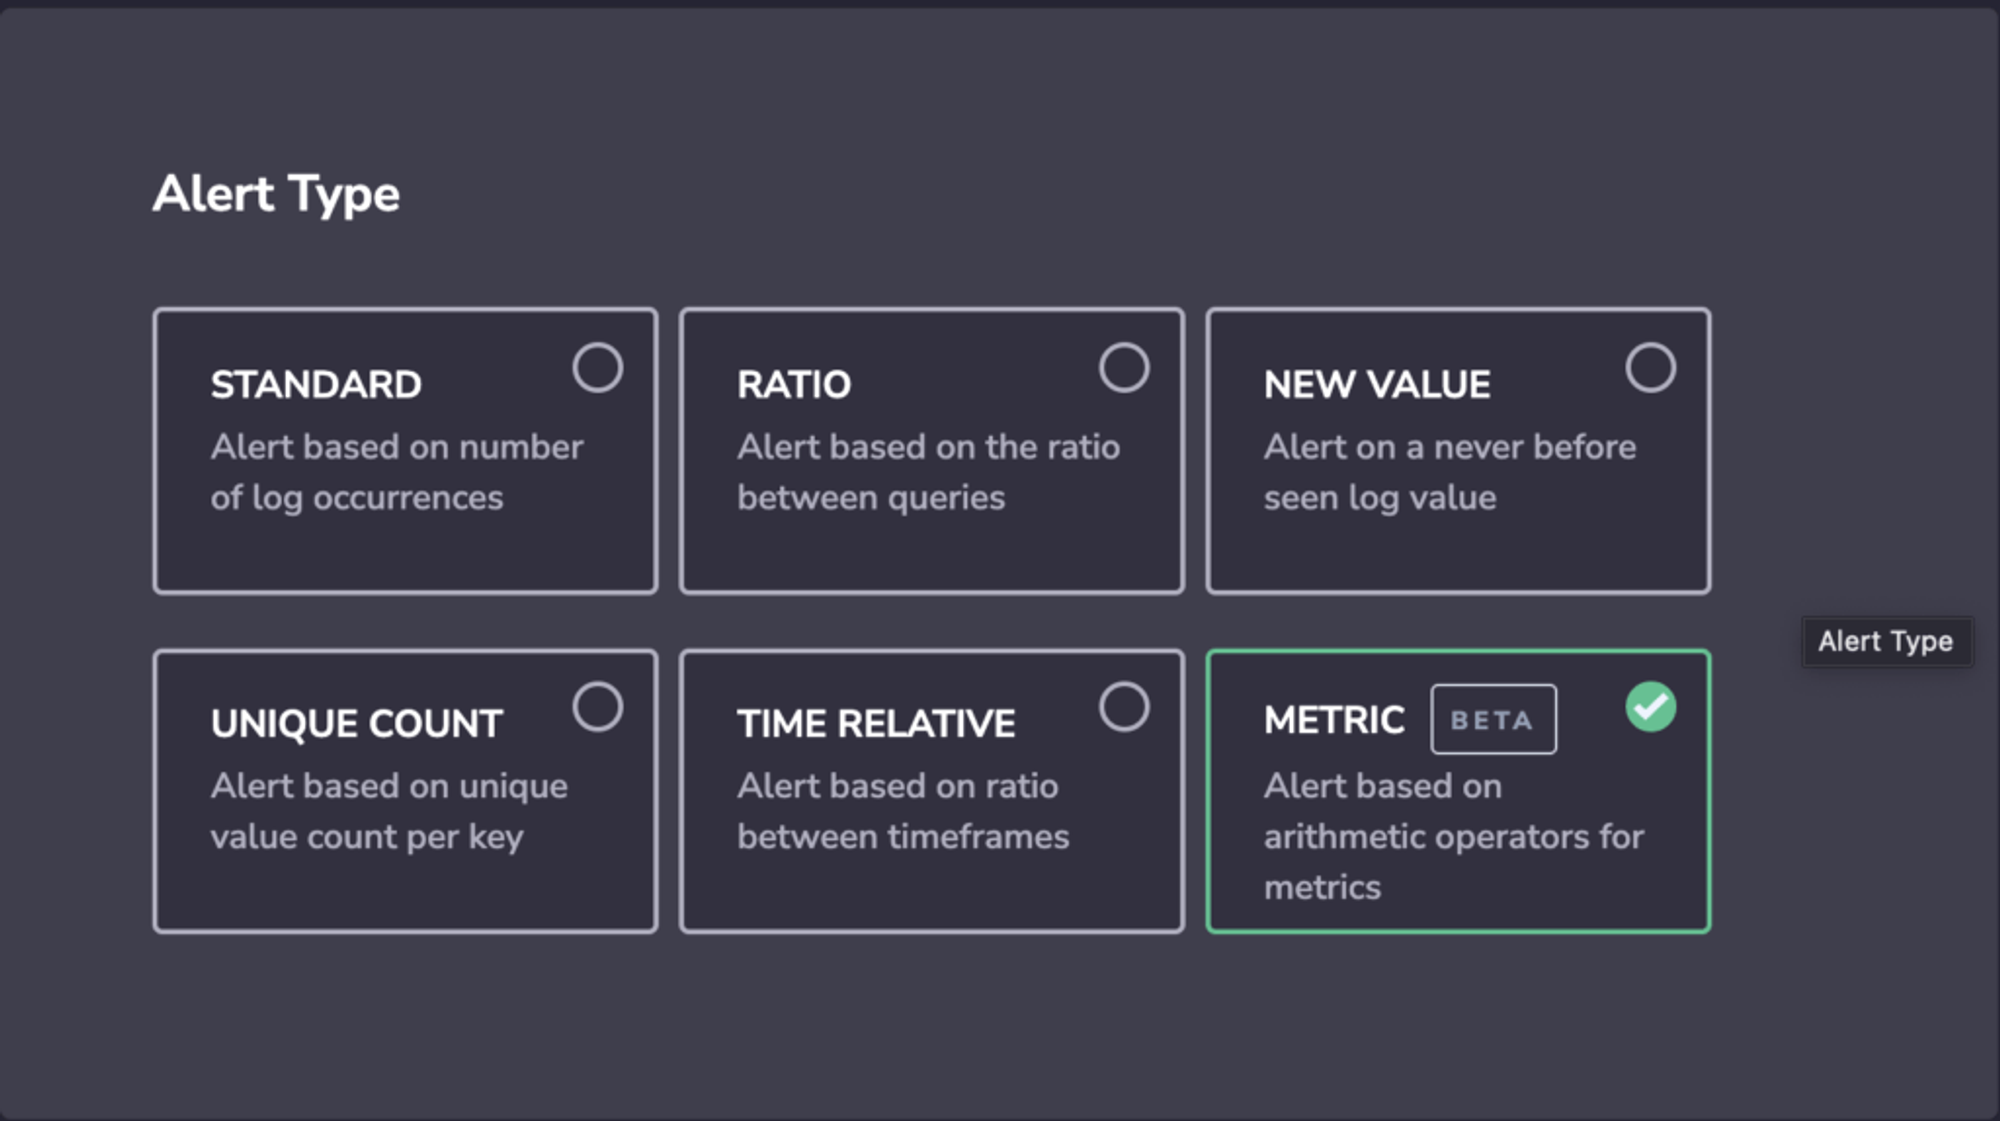 Alert Type
STANDARD
Alert based on number
of log occurrences
RATIO
Alert based on the ratio
between queries
NEW VALUE
Alert on a never before
seen log value
Alert Type
UNIQUE COUNT
Alert based on unique
value count per key
TIME RELATIVE
Alert based on ratio
between timeframes
METRIC BETA
Alert based on
arithmetic operators for
metrics